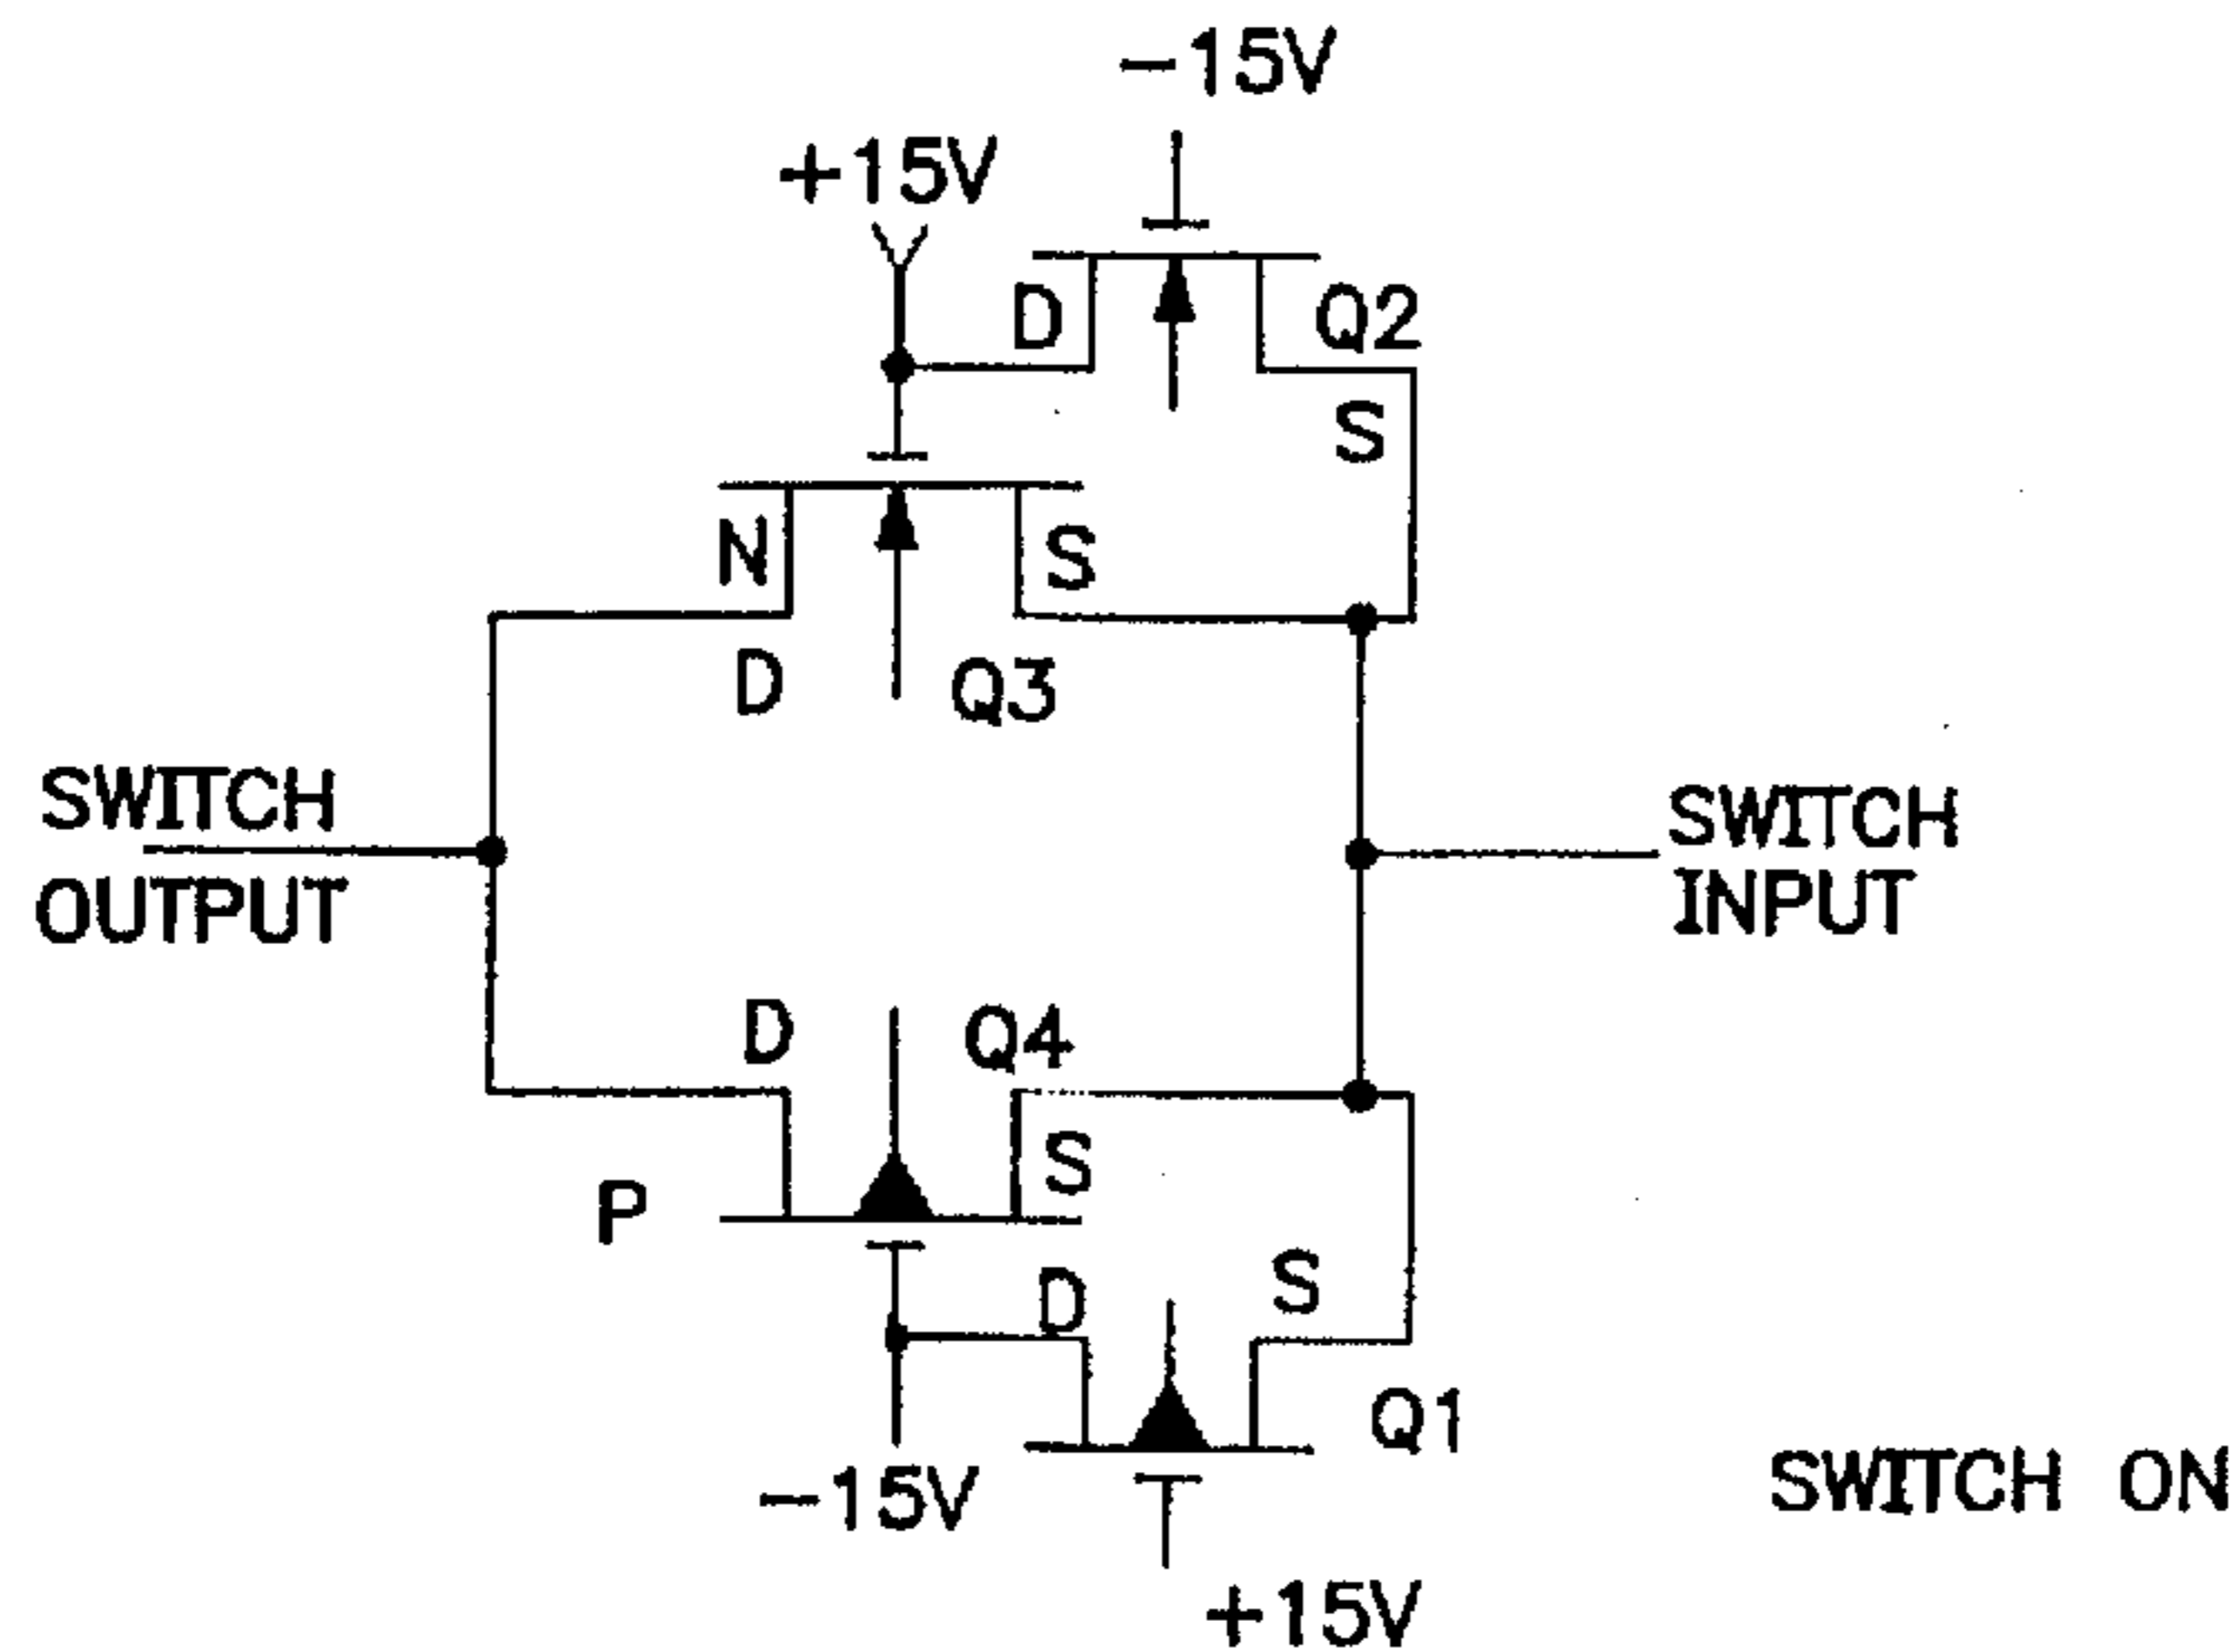 −15V
+15V
D
Q2
S
N
S
D
Q3
SWITCH
OUTPUT
SWITCH
INPUT
D
Q4
S
P
D
S
Q1
−15V
SWITCH ON
+15V